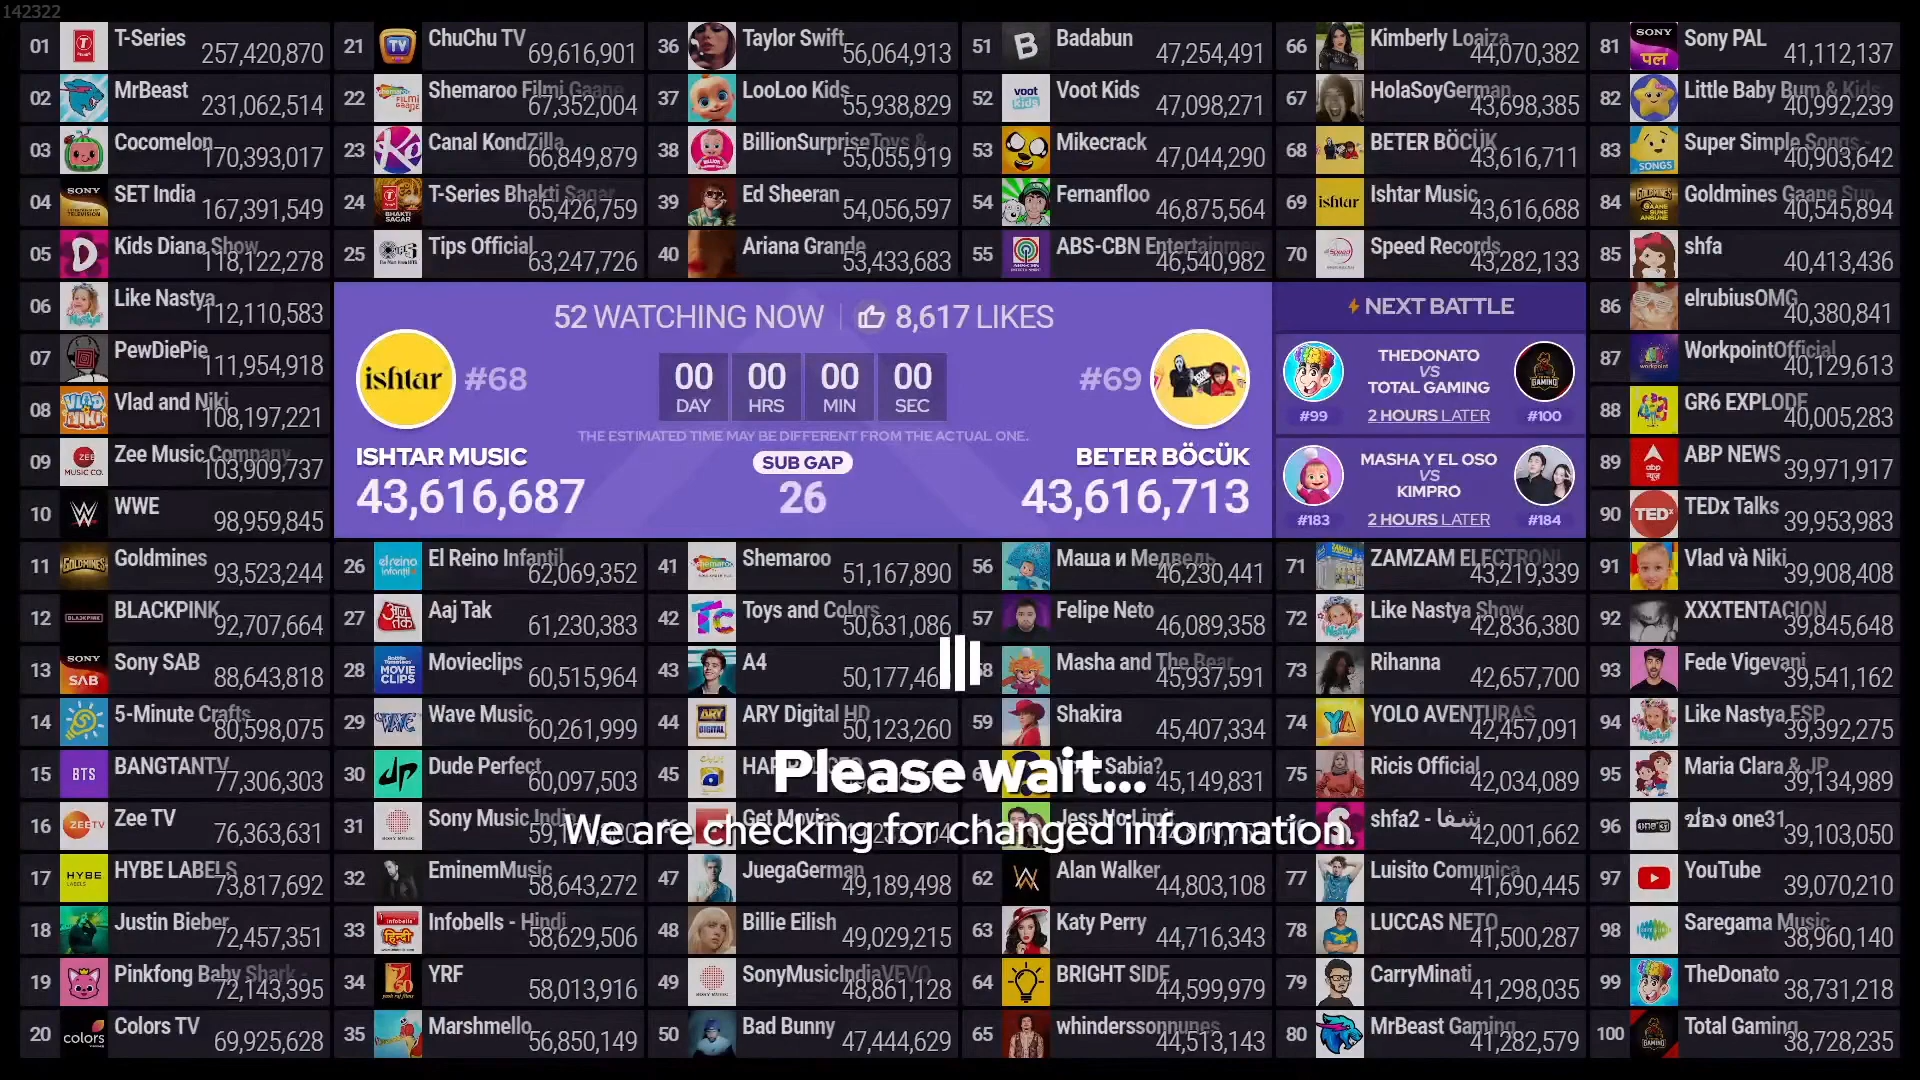 142322
01 T-Series 257,420,870
02 MrBeast 231,062,514
03 Cocomelon 170,393,017
04 SET India 167,391,549
05 Kids Diana Show 118,122,278
06 Like Nastya 112,110,583
07 PewDiePie 111,954,918
08 Vlad and Niki 108,197,221
09 Zee Music Company 103,909,737
10 WWE 98,959,845
11 Goldmines 93,523,244
12 BLACKPINK 92,707,664
13 Sony SAB 88,643,818
14 5-Minute Crafts 80,598,075
15 BANGTANTV 77,306,303
16 Zee TV 76,363,631
17 HYBE LABELS 73,817,692
18 Justin Bieber 72,457,351
19 Pinkfong Baby Shark - 72,143,395
20 Colors TV 69,925,628
21 ChuChu TV 69,616,901
22 Shemaroo Filmi Gaane 67,352,004
23 Canal KondZilla 66,849,879
24 T-Series Bhakti Sagar 65,426,759
25 Tips Official 63,247,726
36 Taylor Swift 56,064,913
37 LooLoo Kids 55,938,829
38 BillionSurpriseToys & 55,055,919
39 Ed Sheeran 54,056,597
40 Ariana Grande 53,433,683
51 Badabun 47,254,491
52 Voot Kids 47,098,271
53 Mikecrack 47,044,290
54 Fernanfloo 46,875,564
55 ABS-CBN Entertainmen 46,540,982
66 Kimberly Loaiza 44,070,382
67 HolaSoyGerman 43,698,385
68 BETER BÖCÜK 43,616,711
69 Ishtar Music 43,616,688
70 Speed Records 43,282,133
52 WATCHING NOW
8,617 LIKES
ishtar
#68
00 DAY
00 HRS
00 MIN
00 SEC
#69
THE ESTIMATED TIME MAY BE DIFFERENT FROM THE ACTUAL ONE.
ISHTAR MUSIC
43,616,687
SUB GAP
26
BETER BÖCÜK
43,616,713
NEXT BATTLE
THEDONATO
VS
TOTAL GAMING
#99
2 HOURS LATER
#100
MASHA Y EL OSO
VS
KIMPRO
#183
2 HOURS LATER
#184
26 El Reino Infantil 62,069,352
27 Aaj Tak 61,230,383
28 Movieclips 60,515,964
29 Wave Music 60,261,999
30 Dude Perfect 60,097,503
31 Sony Music Ind
32 EminemMusic 58,643,272
33 Infobells - Hindi 58,629,506
34 YRF 58,013,916
35 Marshmello 56,850,149
41 Shemaroo 51,167,890
42 Toys and Colors 50,631,086
43 A4 50,177,46
44 ARY Digital HD 50,123,260
45
Get Movies
47 JuegaGerman 49,189,498
48 Billie Eilish 49,029,215
49 SonyMusicIndiaVEVO 48,861,128
50 Bad Bunny 47,444,629
56 Маша и Медведь 46,230,441
57 Felipe Neto 46,089,358
58 Masha and The Bear 45,937,591
59 Shakira 45,407,334
Sabia? 45,149,831
Jess No Limit
62 Alan Walker 44,803,108
63 Katy Perry 44,716,343
64 BRIGHT SIDE 44,599,979
65 whinderssonnunes 44,513,143
Please wait...
We are checking for changed information.
71 ZAMZAM ELECTRONI 43,219,339
72 Like Nastya Show 42,836,380
73 Rihanna 42,657,700
74 YOLO AVENTURAS 42,457,091
75 Ricis Official 42,034,089
shfa2 - شفا 42,001,662
77 Luisito Comunica 41,690,445
78 LUCCAS NETO 41,500,287
79 CarryMinati 41,298,035
80 MrBeast Gaming 41,282,579
81 Sony PAL 41,112,137
82 Little Baby Bum & Kids 40,992,239
83 Super Simple Songs - 40,903,642
84 Goldmines Gaane Sun 40,545,894
85 shfa 40,413,436
86 elrubiusOMG 40,380,841
87 WorkpointOfficial 40,129,613
88 GR6 EXPLODE 40,005,283
89 ABP NEWS 39,971,917
90 TEDx Talks 39,953,983
91 Vlad và Niki 39,908,408
92 XXXTENTACION 39,845,648
93 Fede Vigevani 39,541,162
94 Like Nastya ESP 39,392,275
95 Maria Clara & JP 39,134,989
96 ช่อง one31 39,103,050
97 YouTube 39,070,210
98 Saregama Music 38,960,140
99 TheDonato 38,731,218
100 Total Gaming 38,728,235